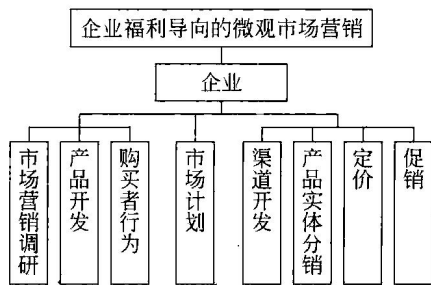 企业福利导向的微观市场营销
企业
市场营销调研
产品开发
购买者行为
市场计划
渠道开发
产品实体分销
定价
促销